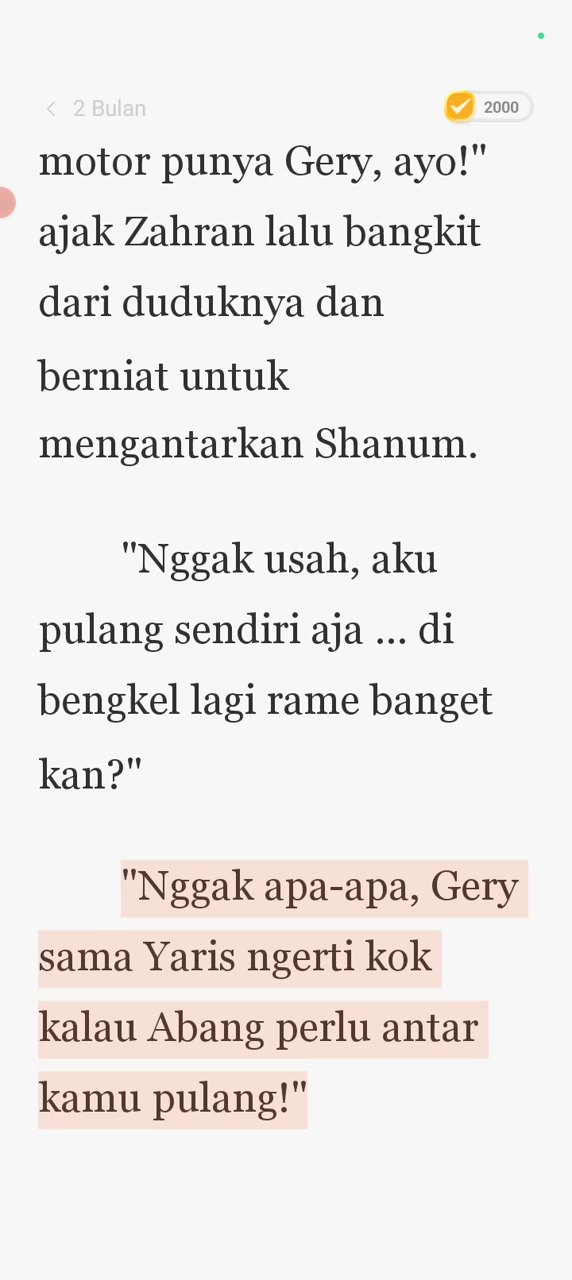 2 Bulan
2000
motor punya Gery, ayo!"
ajak Zahran lalu bangkit
dari duduknya dan
berniat untuk
mengantarkan Shanum.
"Nggak usah, aku
pulang sendiri aja ... di
bengkel lagi rame banget
kan?"
"Nggak apa-apa, Gery
sama Yaris ngerti kok
kalau Abang perlu antar
kamu pulang!"